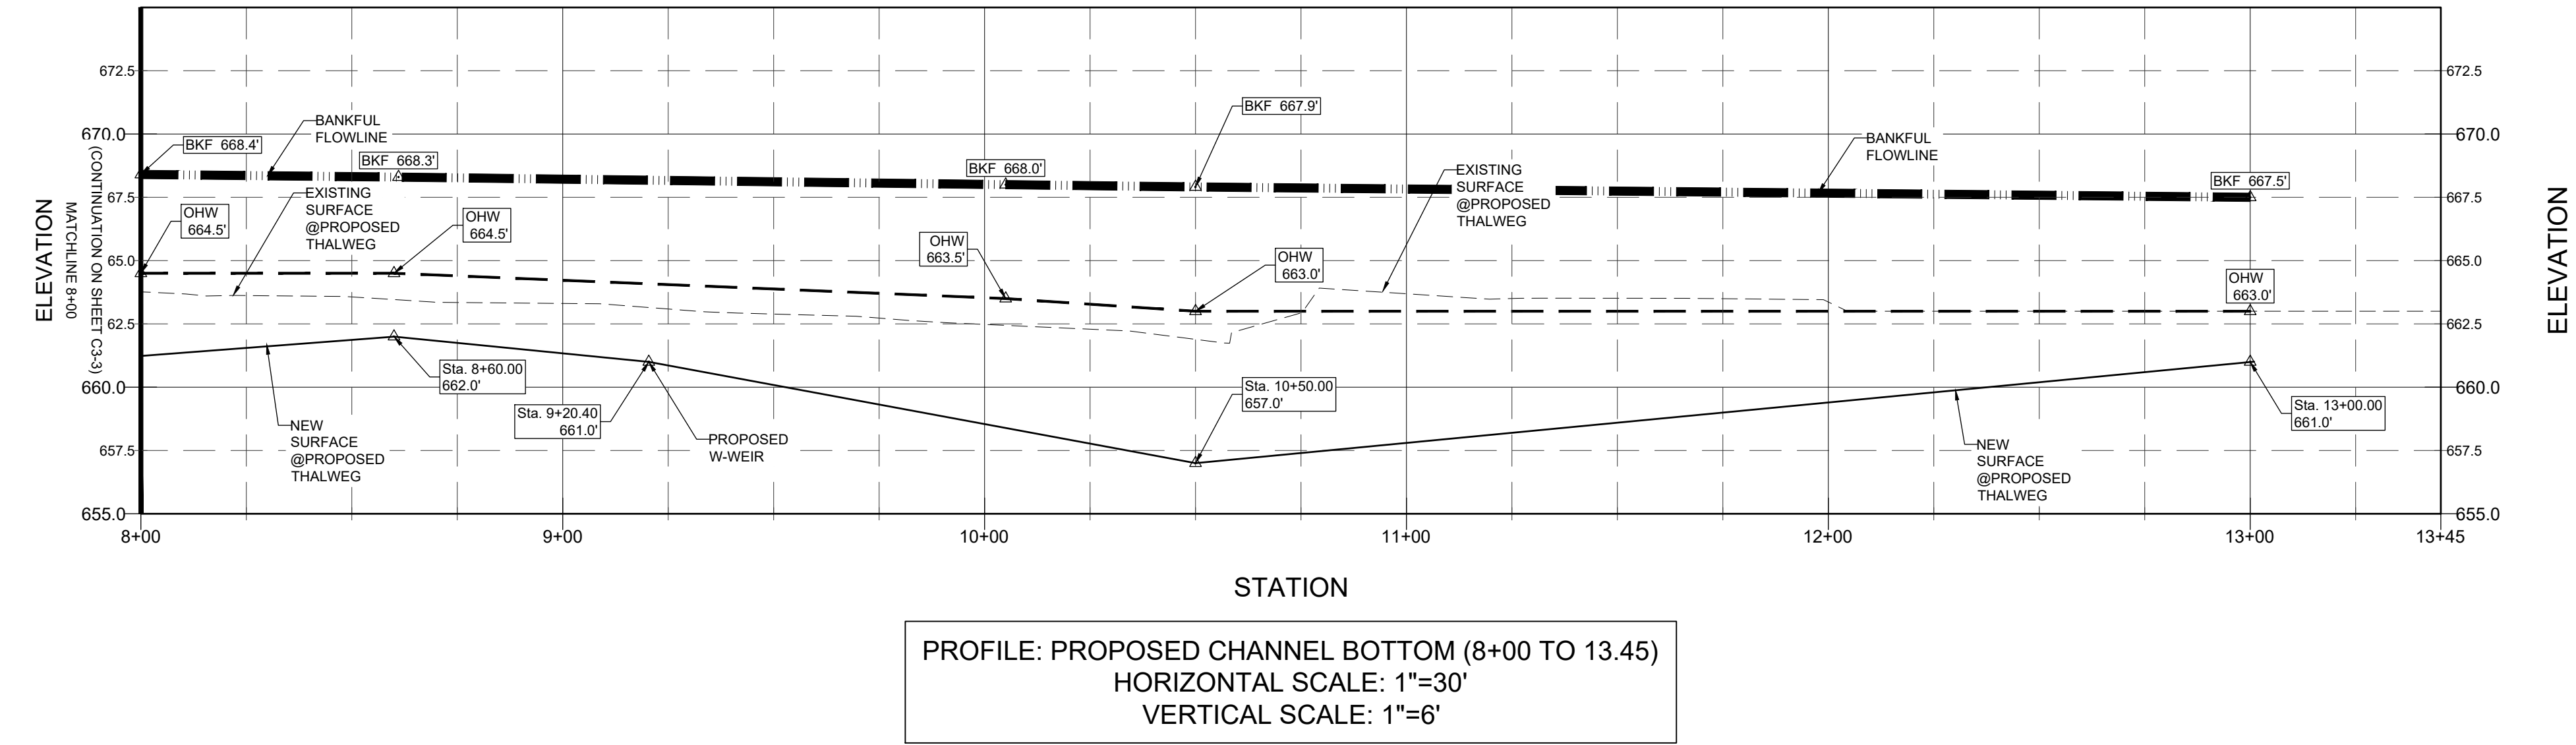 672.5
670.0
67.5
65.0
62.5
660.0
57.5
655.0
ELEVATION
MATCHLINE 8+00
(CONTINUATION ON SHEET C3-3)
BKF 668.4'
BANKFUL
FLOWLINE
BKF 668.3'
EXISTING
SURFACE
@PROPOSED
THALWEG
OHW
664.5'
OHW
664.5'
BKF 668.0'
OHW
663.5'
BKF 667.9'
OHW
663.0'
EXISTING
SURFACE
@PROPOSED
THALWEG
BANKFUL
FLOWLINE
BKF 667.5'
OHW
663.0'
Sta. 8+60.00
662.0'
Sta. 9+20.40
661.0'
NEW
SURFACE
@PROPOSED
THALWEG
PROPOSED
W-WEIR
Sta. 10+50.00
657.0'
Sta. 13+00.00
661.0'
NEW
SURFACE
@PROPOSED
THALWEG
672.5
670.0
667.5
665.0
662.5
660.0
657.5
655.0
ELEVATION
8+00
9+00
10+00
11+00
12+00
13+00
13+45
STATION
PROFILE: PROPOSED CHANNEL BOTTOM (8+00 TO 13.45)
HORIZONTAL SCALE: 1"=30'
VERTICAL SCALE: 1"=6'